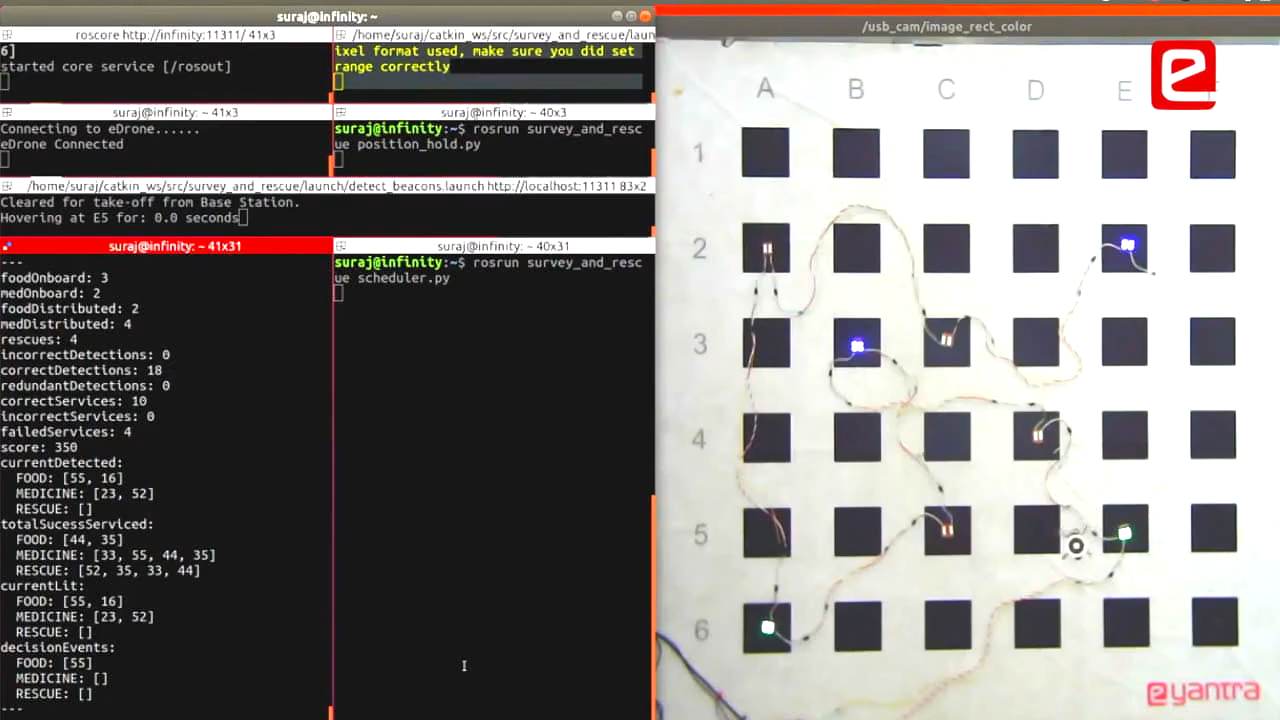 suraj@infinity: ~
roscore http://infinity:11311/ 41x3
6]
started core service [/rosout]
/home/suraj/catkin_ws/src/survey_and_rescue/laun
ixel format used, make sure you did set
range correctly
suraj@infinity: ~ 41x3
Connecting to eDrone......
eDrone Connected
suraj@infinity: ~ 40x3
suraj@infinity:~$ rosrun survey_and_resc
ue position_hold.py
/home/suraj/catkin_ws/src/survey_and_rescue/launch/detect_beacons.launch http://localhost:11311 83x2
Cleared for take-off from Base Station.
Hovering at E5 for: 0.0 seconds
suraj@infinity: ~ 41x31
---
foodOnboard: 3
medOnboard: 2
foodDistributed: 2
medDistributed: 4
rescues: 4
incorrectDetections: 0
correctDetections: 18
redundantDetections: 0
correctServices: 10
incorrectServices: 0
failedServices: 4
score: 350
currentDetected:
FOOD: [55, 16]
MEDICINE: [23, 52]
RESCUE: []
totalSucessServiced:
FOOD: [44, 35]
MEDICINE: [33, 55, 44, 35]
RESCUE: [52, 35, 33, 44]
currentLit:
FOOD: [55, 16]
MEDICINE: [23, 52]
RESCUE: []
decisionEvents:
FOOD: [55]
MEDICINE: []
RESCUE: []
---
suraj@infinity: ~ 40x31
suraj@infinity:~$ rosrun survey_and_resc
ue scheduler.py
/usb_cam/image_rect_color
e
A B C D E
1
2
3
4
5
6
eyantra